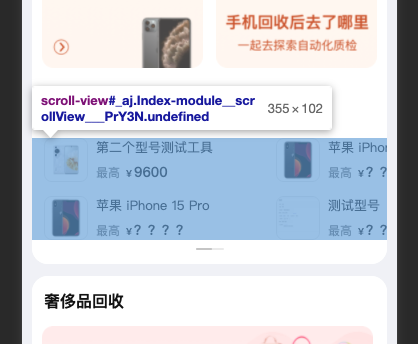 手机回收后去了哪里
一起去探索自动化质检
scroll-view#_aj.Index-module__scr
ollView___PrY3N.undefined
355 × 102
第二个型号测试工具
最高 ¥9600
苹果 iPhon
最高 ¥？？
苹果 iPhone 15 Pro
最高 ¥？？？？
测试型号
最高 ¥？？
奢侈品回收